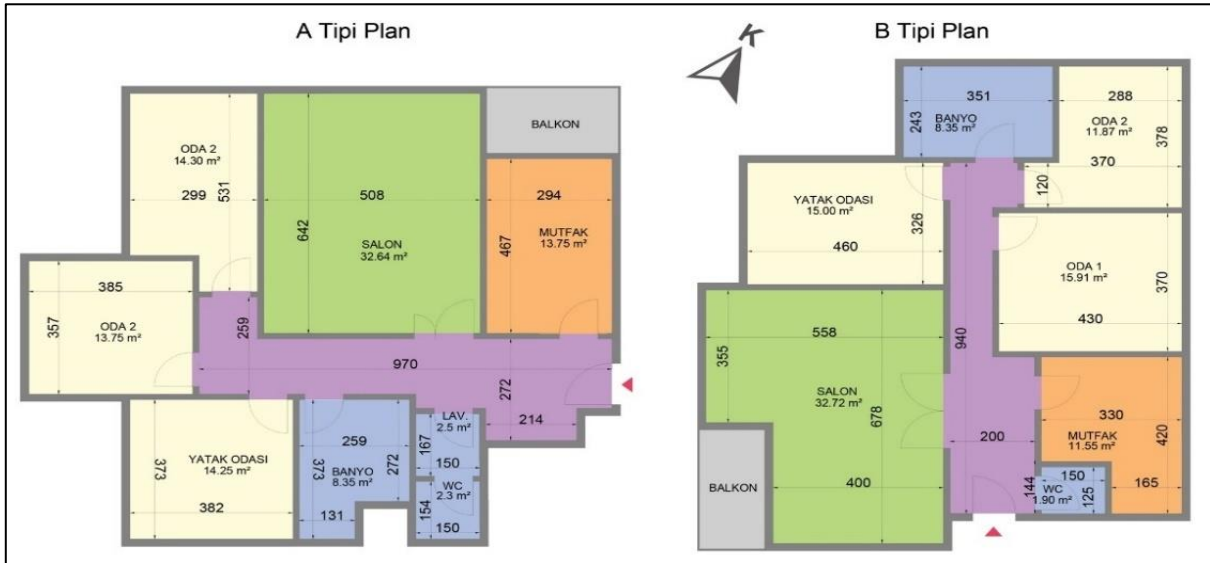 A Tipi Plan
ODA 2
14.30 m²
299
531
508
642
SALON
32.64 m²
BALKON
294
467
MUTFAK
13.75 m²
385
357
ODA 2
13.75 m²
259
970
272
214
373
YATAK ODASI
14.25 m²
382
259
373
BANYO
8.35 m²
272
131
LAV.
2.5 m²
167
150
WC
2.3 m²
154
150
K
B Tipi Plan
351
243
BANYO
8.35 m²
288
ODA 2
11.87 m²
378
370
120
YATAK ODASI
15.00 m²
326
460
ODA 1
15.91 m²
370
430
940
558
355
SALON
32.72 m²
678
400
BALKON
200
330
MUTFAK
11.55 m²
420
165
144
150
WC
1.90 m²
125